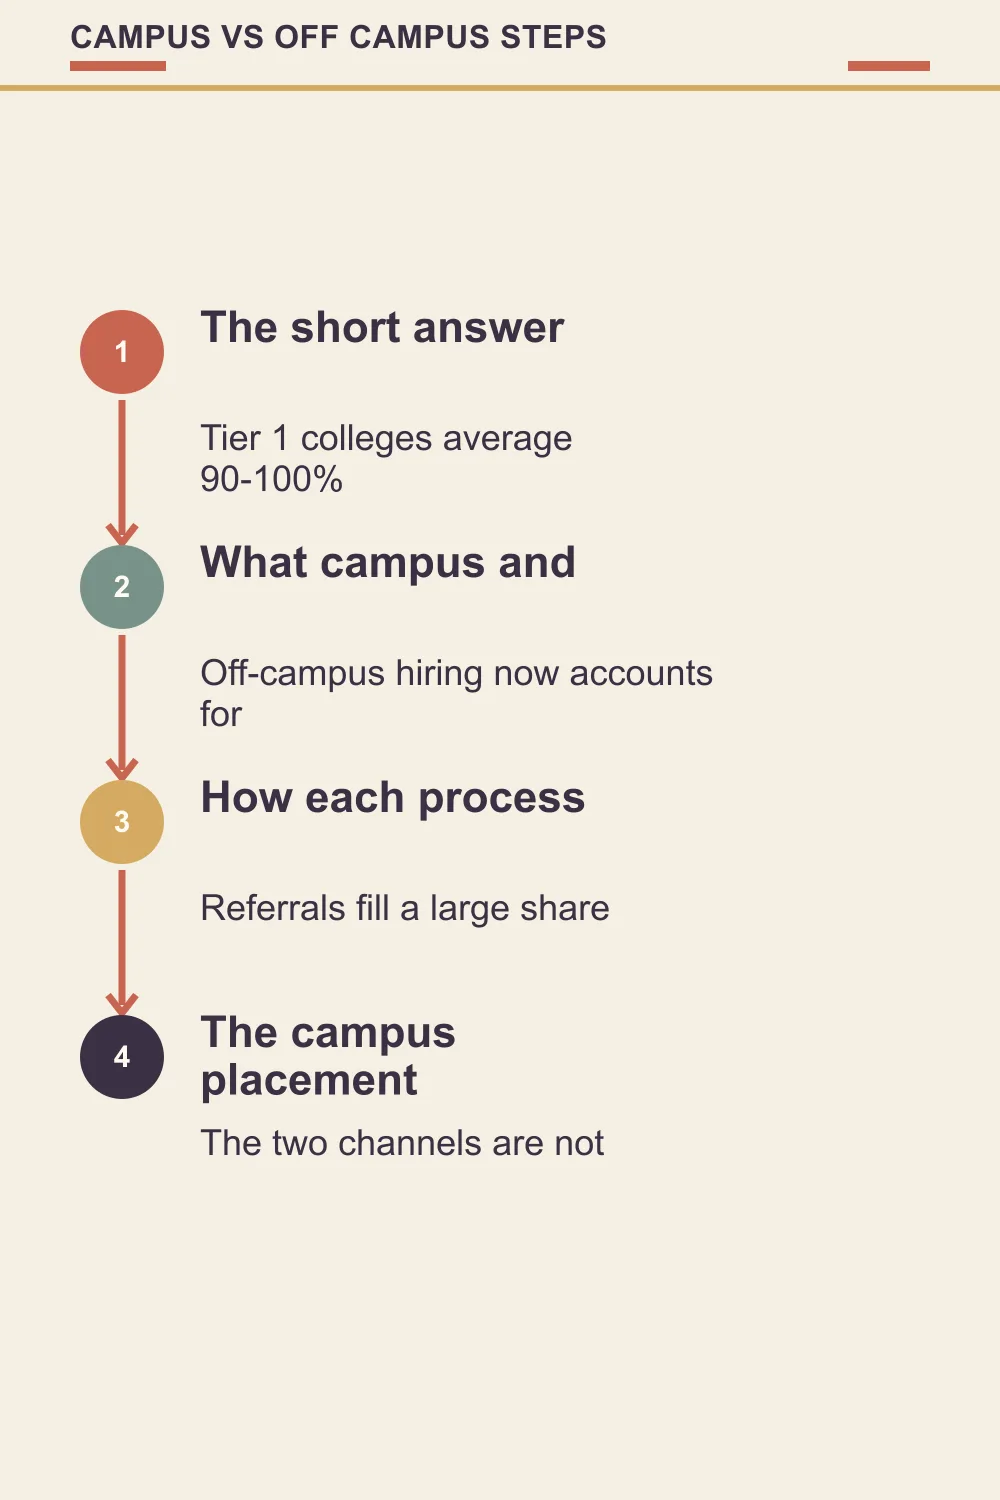 CAMPUS VS OFF CAMPUS STEPS
1
The short answer
Tier 1 colleges average
90-100%
2
What campus and
Off-campus hiring now accounts
for
3
How each process
Referrals fill a large share
4
The campus
placement
The two channels are not